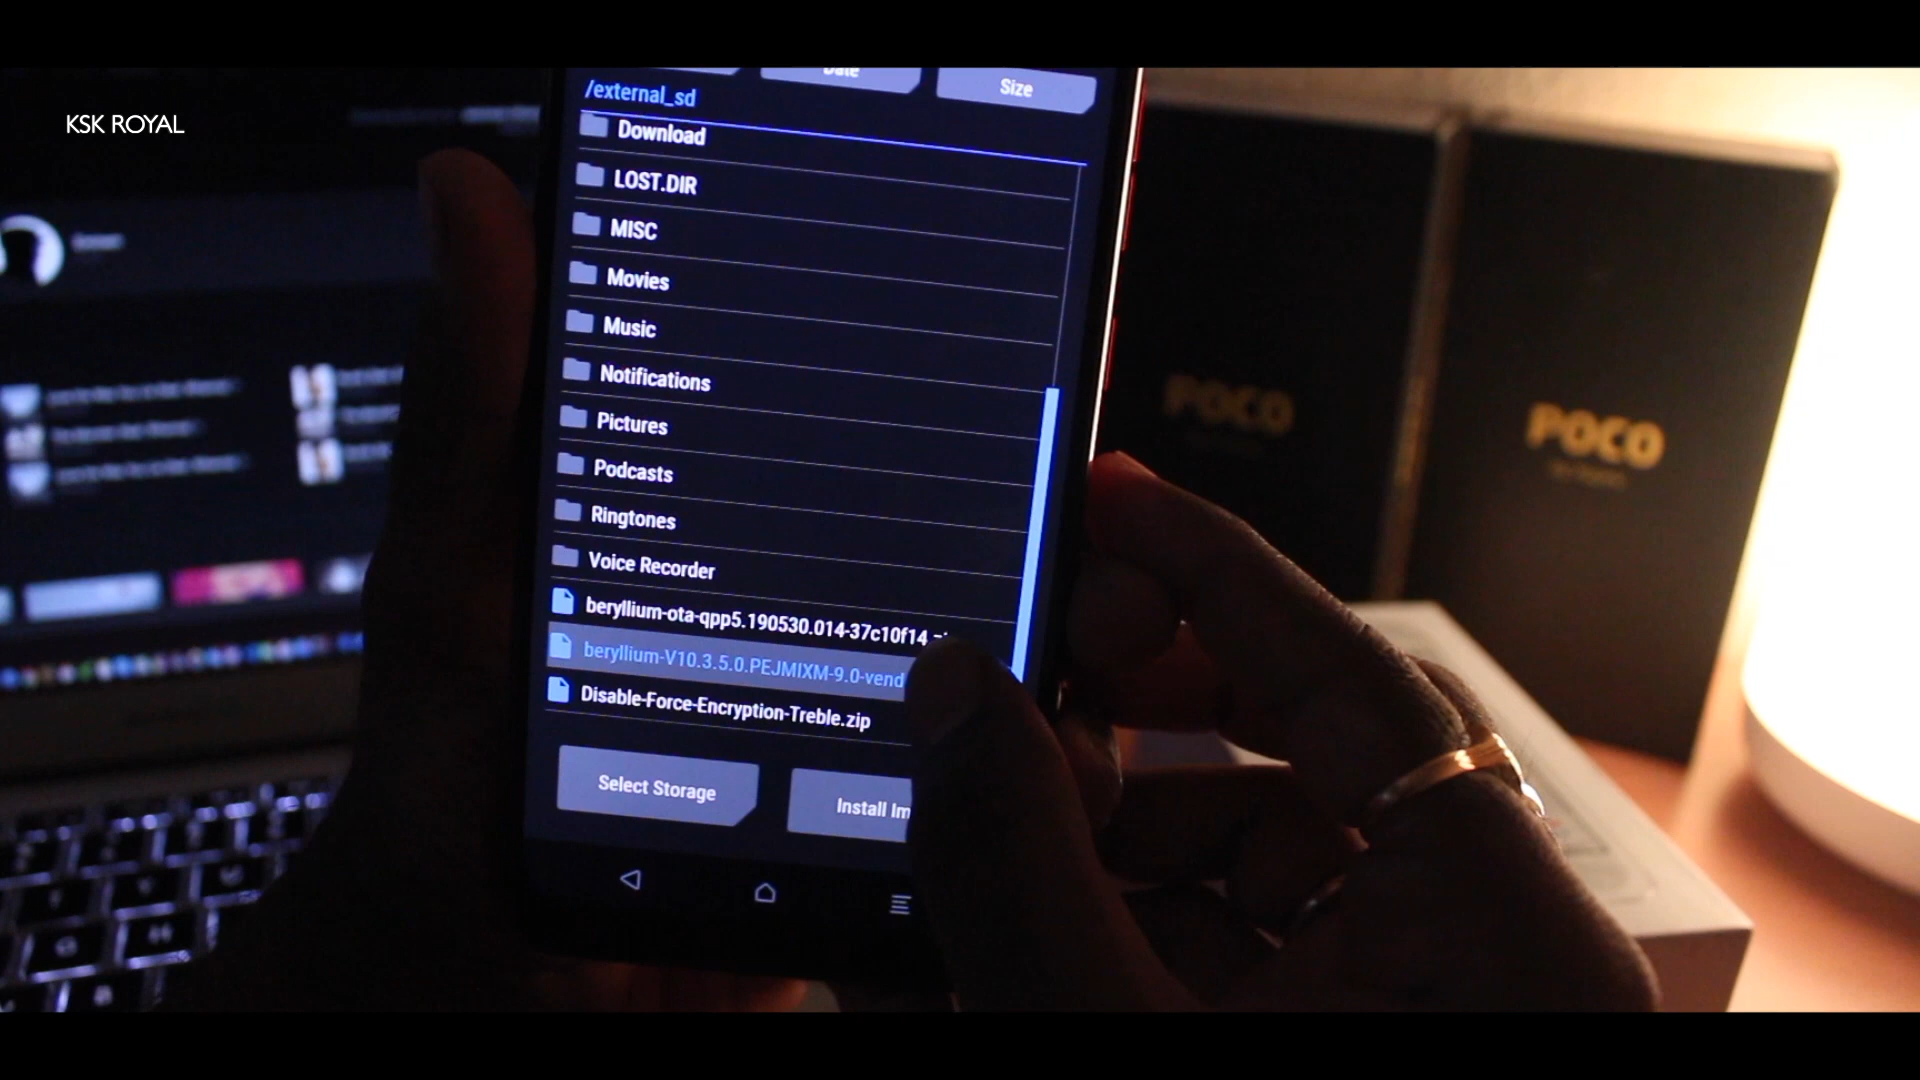 KSK ROYAL
Date
Size
/external_sd
Download
LOST.DIR
MISC
Movies
Music
Notifications
Pictures
Podcasts
Ringtones
Voice Recorder
beryllium-ota-qpp5.190530.014-37c10f14
beryllium-V10.3.5.0.PEJMIXM-9.0-vend
Disable-Force-Encryption-Treble.zip
Select Storage
Install Im
POCO
POCO